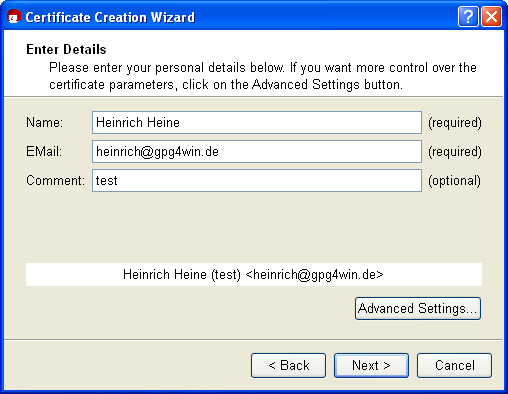 Certificate Creation Wizard
Enter Details
Please enter your personal details below. If you want more control over the
certificate parameters, click on the Advanced Settings button.
Name: Heinrich Heine (required)
EMail: heinrich@gpg4win.de (required)
Comment: test (optional)
Heinrich Heine (test) <heinrich@gpg4win.de>
Advanced Settings...
< Back Next > Cancel